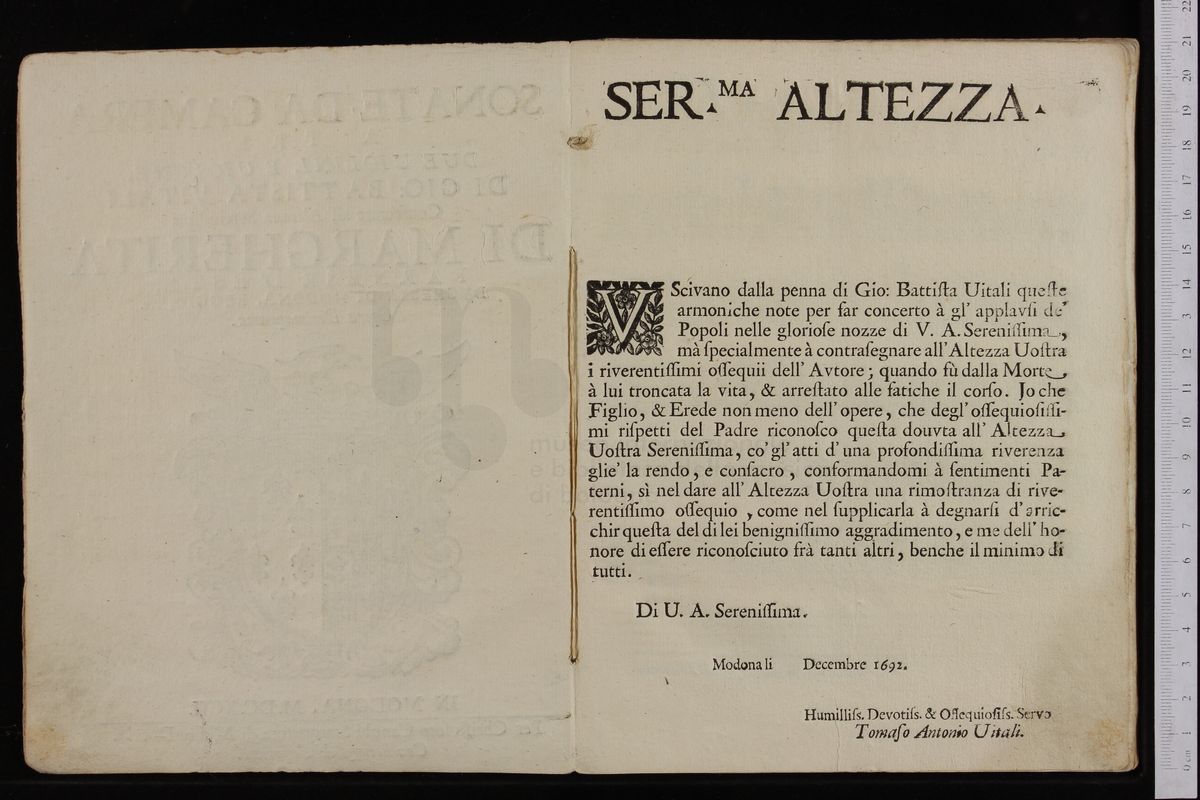 SER.ᴹᴬ ALTEZZA.
VScivano dalla penna di Gio: Battiſta Uitali queſte
armoniche note per far concerto à gl' applavſi de'
Popoli nelle glorioſe nozze di V. A. Sereniſſima,
mà ſpecialmente à contraſegnare all' Altezza Uoſtra
i riverentiſſimi oſſequii dell' Avtore; quando fù dalla Morte
à lui troncata la vita, & arreſtato alle fatiche il corſo. Jo che
Figlio, & Erede non meno dell' opere, che degl' oſſequioſiſſi-
mi riſpetti del Padre riconoſco queſta douvta all' Altezza
Uoſtra Sereniſſima, co' gl' atti d' una profondiſſima riverenza
glie' la rendo, e conſacro, conformandomi à ſentimenti Pa-
terni, sì nel dare all' Altezza Uoſtra una rimoſtranza di rive-
rentiſſimo oſſequio, come nel ſupplicarla à degnarſi d' arric-
chir queſta del di lei benigniſſimo aggradimento, e me dell' ho-
nore di eſſere riconoſciuto frà tanti altri, benche il minimo di
tutti.
Di U. A. Sereniſſima.
Modona li Decembre 1692.
Humilliſs. Devotiſs. & Oſſequioſiſs. Servo
Tomaſo Antonio Uitali.